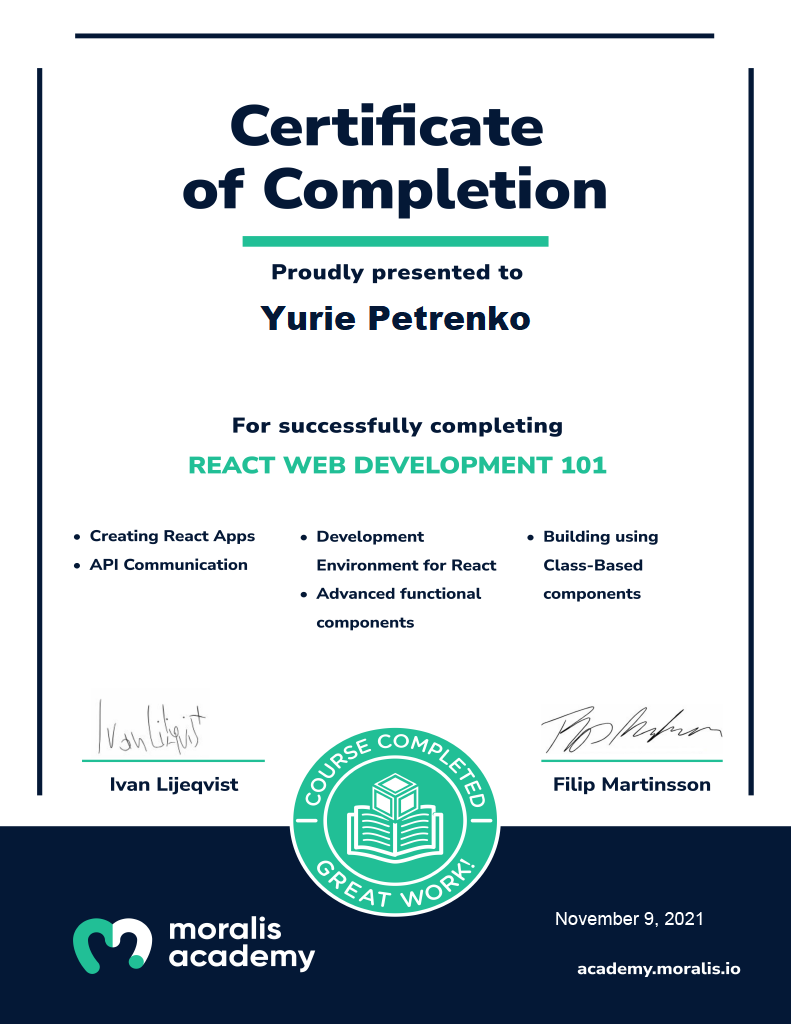 Certificate
of Completion
Proudly presented to
Yurie Petrenko
For successfully completing
REACT WEB DEVELOPMENT 101
• Creating React Apps
• API Communication
• Development
Environment for React
• Advanced functional
components
• Building using
Class-Based
components
Ivan Lijeqvist
Ivan Lijeqvist
Filip Martinsson
COURSE COMPLETED
GREAT WORK!
moralis
academy
November 9, 2021
academy.moralis.io